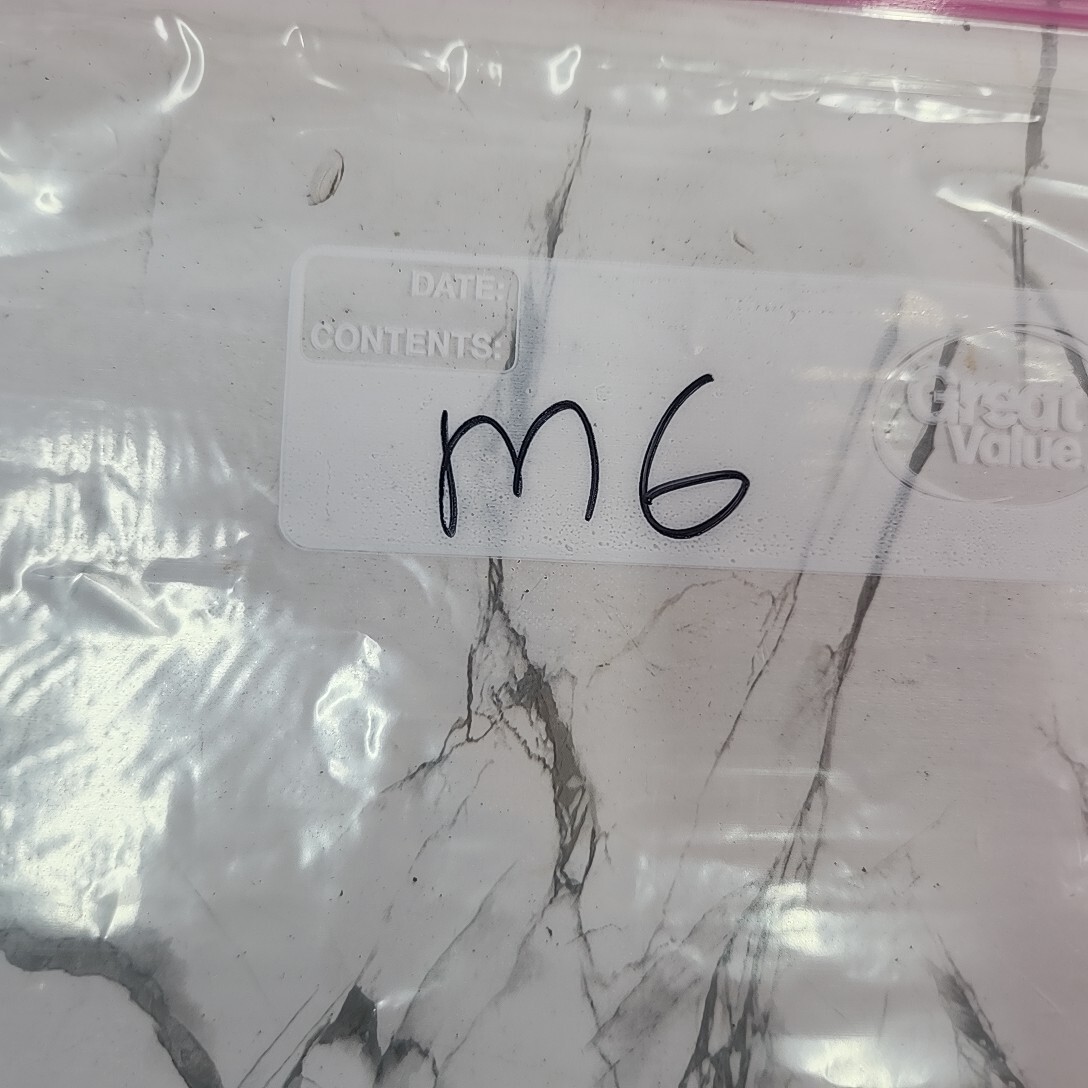 DATE:
CONTENTS:
m6
Great
Value